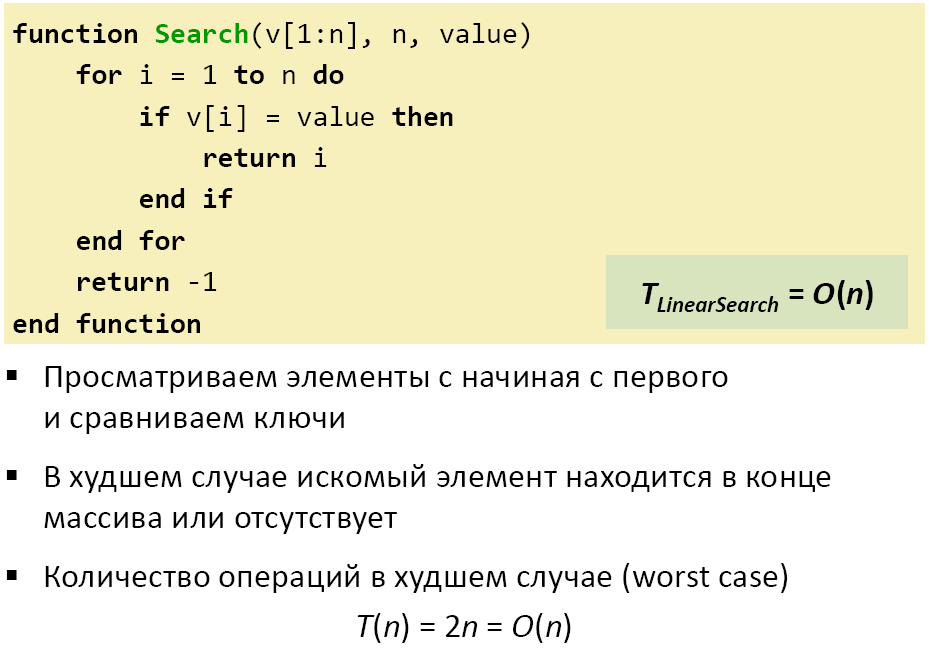 function Search(v[1:n], n, value)
    for i = 1 to n do
        if v[i] = value then
            return i
        end if
    end for
    return -1
end function
T_LinearSearch = O(n)
▪ Просматриваем элементы с начиная с первого
и сравниваем ключи
▪ В худшем случае искомый элемент находится в конце
массива или отсутствует
▪ Количество операций в худшем случае (worst case)
T(n) = 2n = O(n)